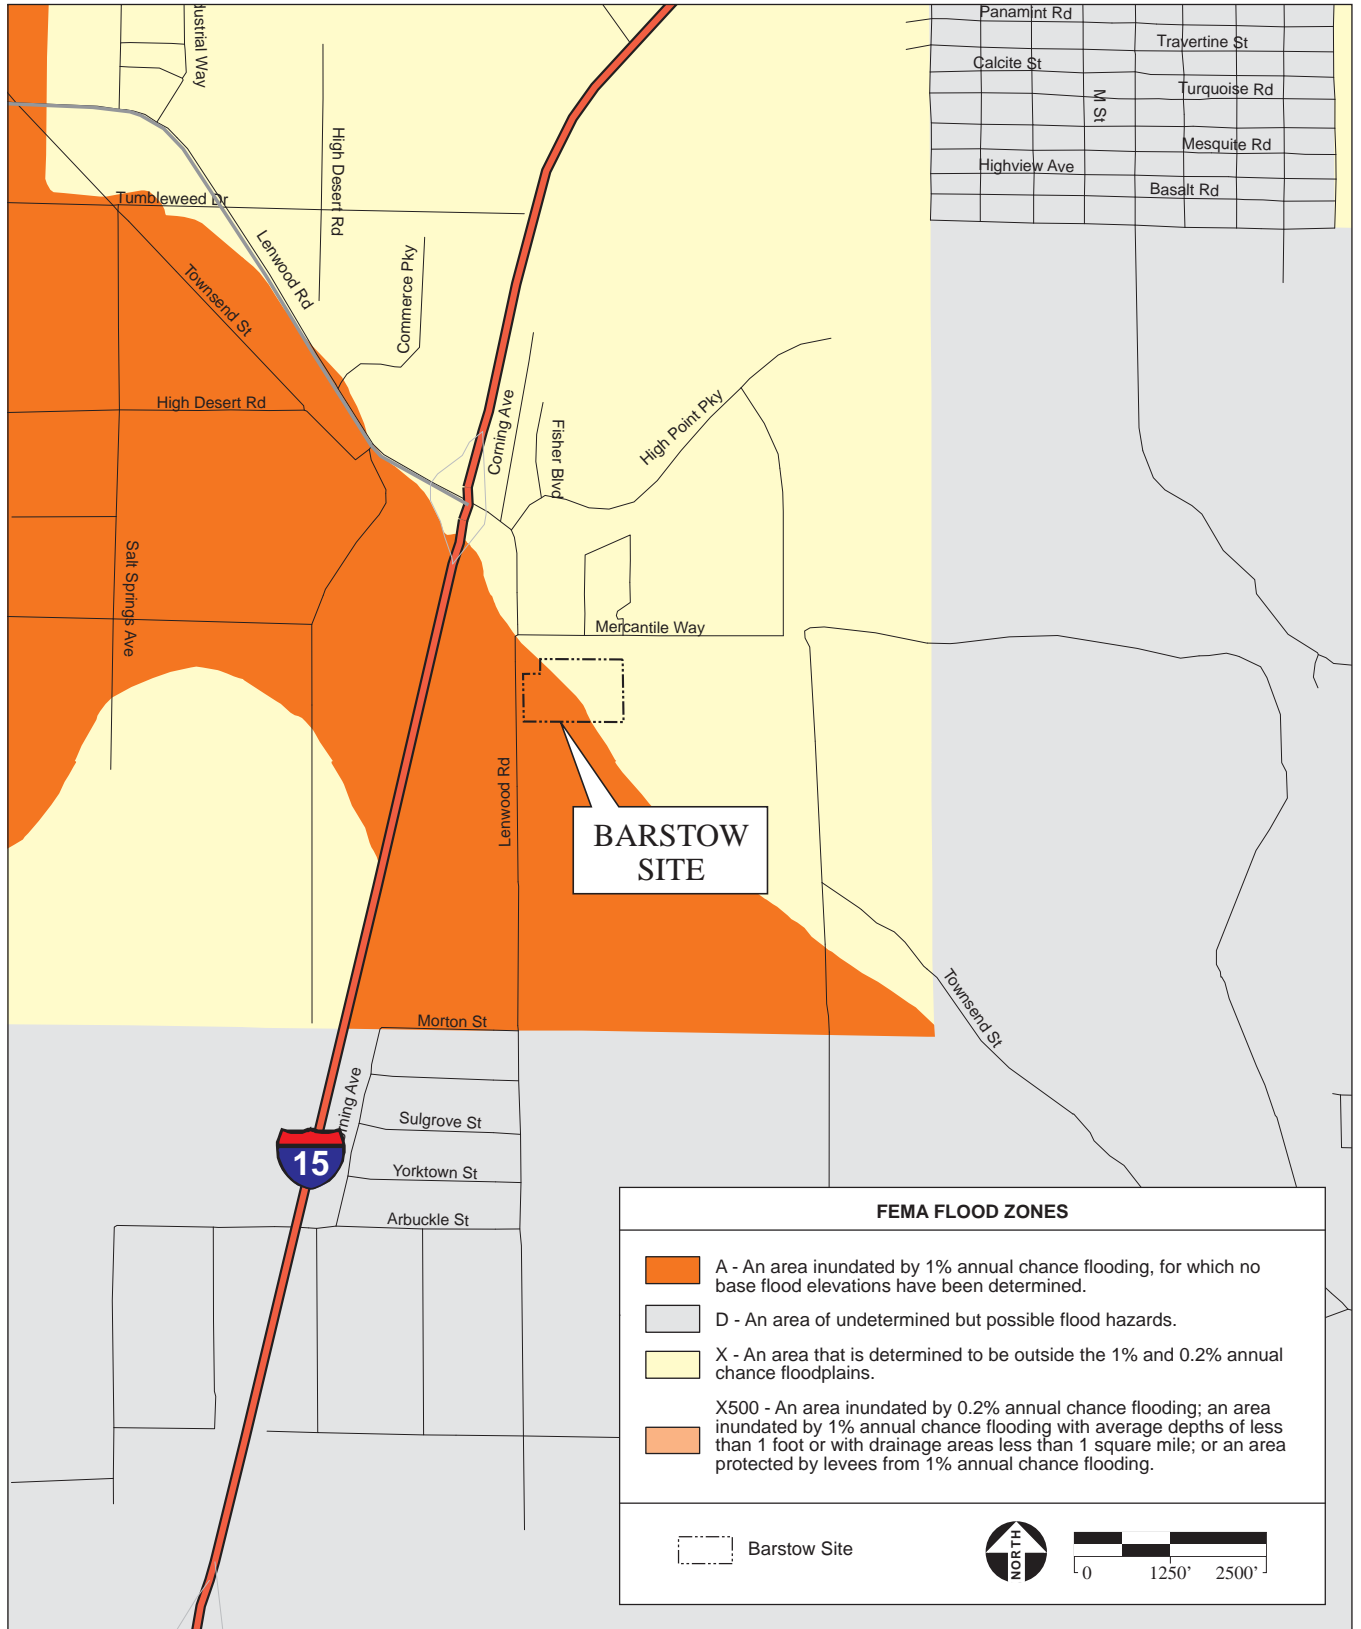 Panamint Rd
Travertine St
Calcite St
Turquoise Rd
M St
Mesquite Rd
Highview Ave
Basalt Rd
Way
High Desert Rd
Tumbleweed Dr
Lenwood Rd
Townsend St
Commerce Pky
High Desert Rd
Corning Ave
Fisher Blvd
High Point Pky
Salt Springs Ave
Mercantile Way
Lenwood Rd
BARSTOW
SITE
Townsend St
Morton St
Ave
Sulgrove St
15
Yorktown St
Arbuckle St
FEMA FLOOD ZONES
A - An area inundated by 1% annual chance flooding, for which no
base flood elevations have been determined.
D - An area of undetermined but possible flood hazards.
X - An area that is determined to be outside the 1% and 0.2% annual
chance floodplains.
X500 - An area inundated by 0.2% annual chance flooding; an area
inundated by 1% annual chance flooding with average depths of less
than 1 foot or with drainage areas less than 1 square mile; or an area
protected by levees from 1% annual chance flooding.
Barstow Site
NORTH
0 1250' 2500'